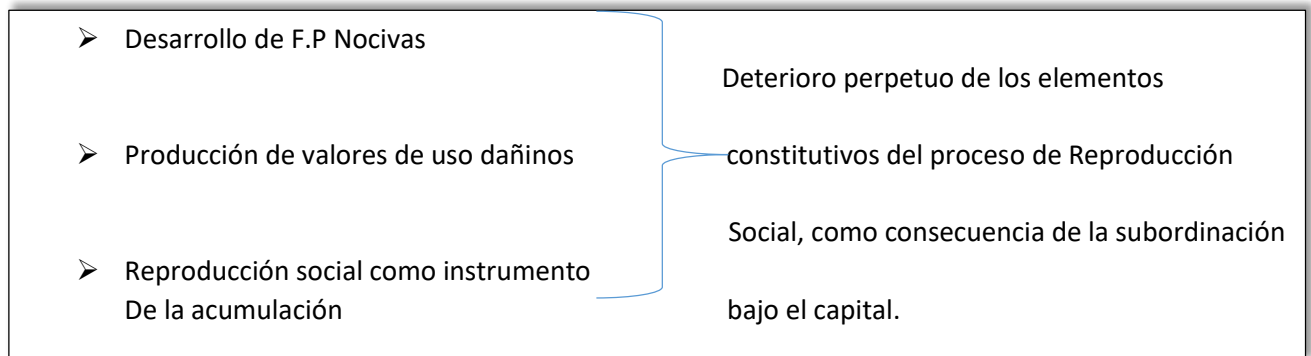 ➢ Desarrollo de F.P Nocivas
➢ Producción de valores de uso dañinos
➢ Reproducción social como instrumento
De la acumulación
Deterioro perpetuo de los elementos
constitutivos del proceso de Reproducción
Social, como consecuencia de la subordinación
bajo el capital.